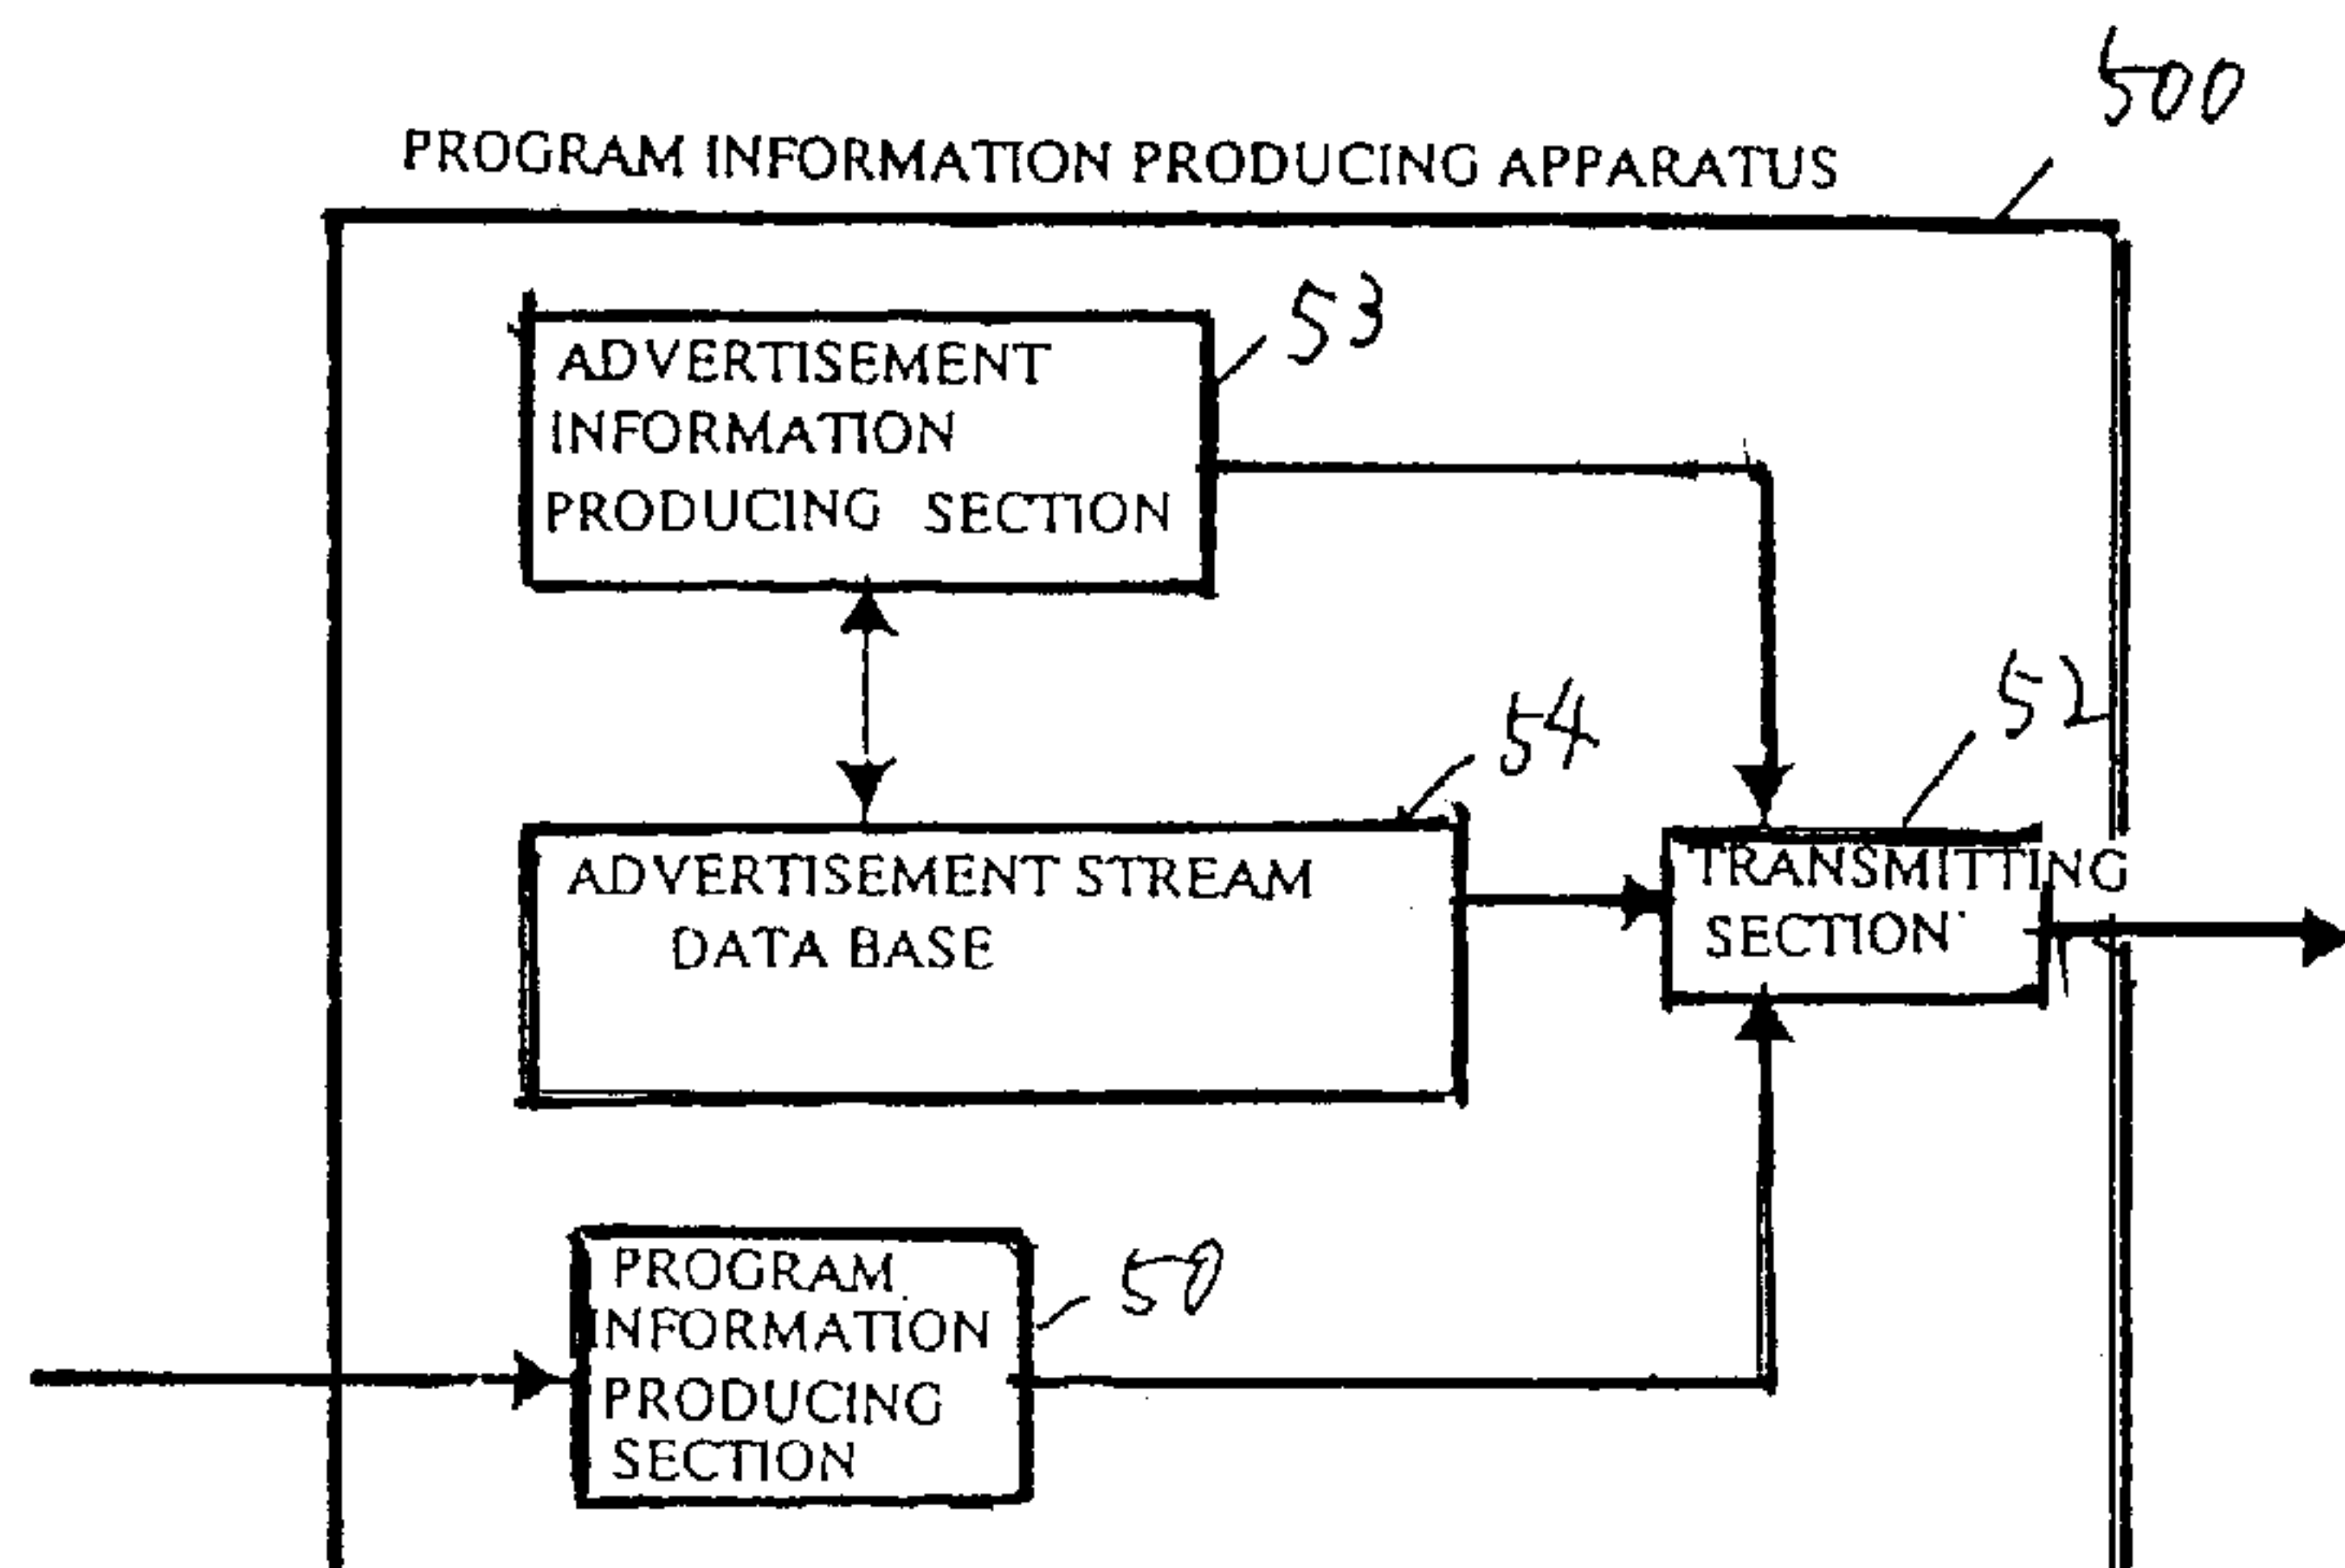 500
PROGRAM INFORMATION PRODUCING APPARATUS
53
ADVERTISEMENT
INFORMATION
PRODUCING SECTION
54
52
ADVERTISEMENT STREAM
DATA BASE
TRANSMITTING
SECTION
50
PROGRAM
INFORMATION
PRODUCING
SECTION